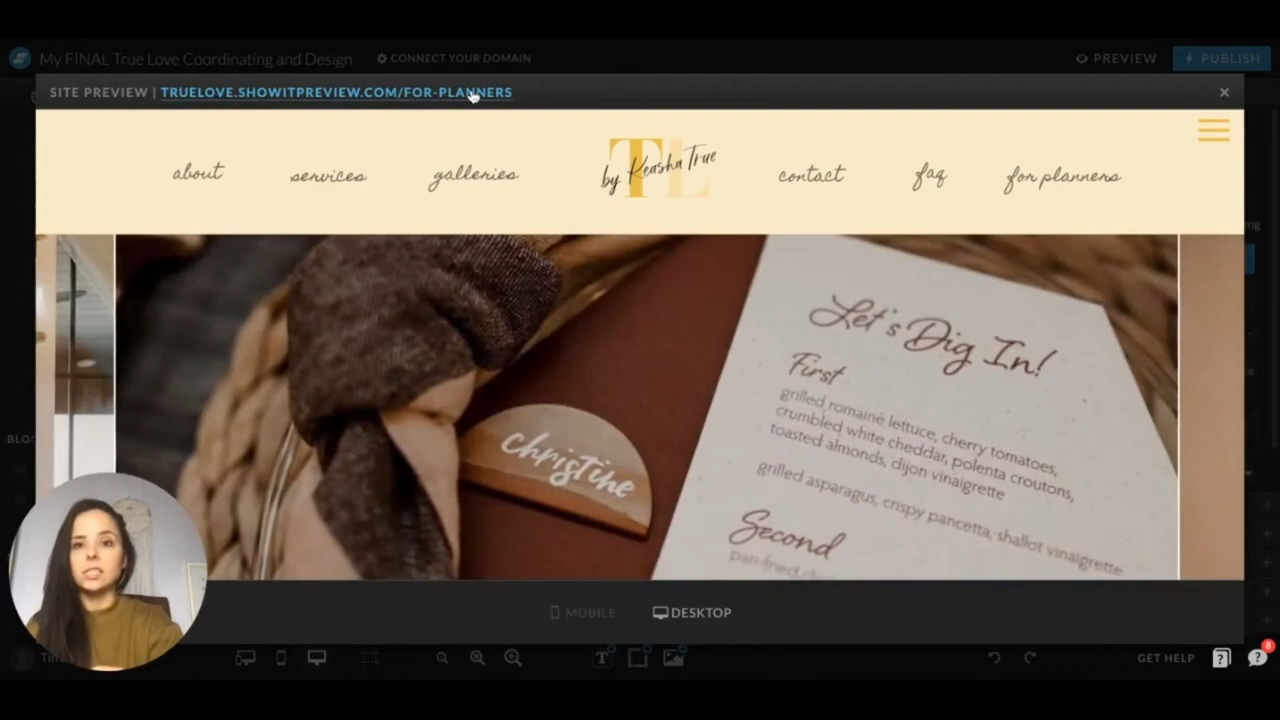 My FINAL True Love Coordinating and Design
CONNECT YOUR DOMAIN
PREVIEW
PUBLISH
SITE PREVIEW | TRUELOVE.SHOWITPREVIEW.COM/FOR-PLANNERS
about
services
galleries
TL
by Keasha True
contact
faq
for planners
Let's Dig In!
First
grilled romaine lettuce, cherry tomatoes,
crumbled white cheddar, polenta croutons,
toasted almonds, dijon vinaigrette
grilled asparagus, crispy pancetta, shallot vinaigrette
Second
Christine
MOBILE
DESKTOP
T
GET HELP
?
?
8